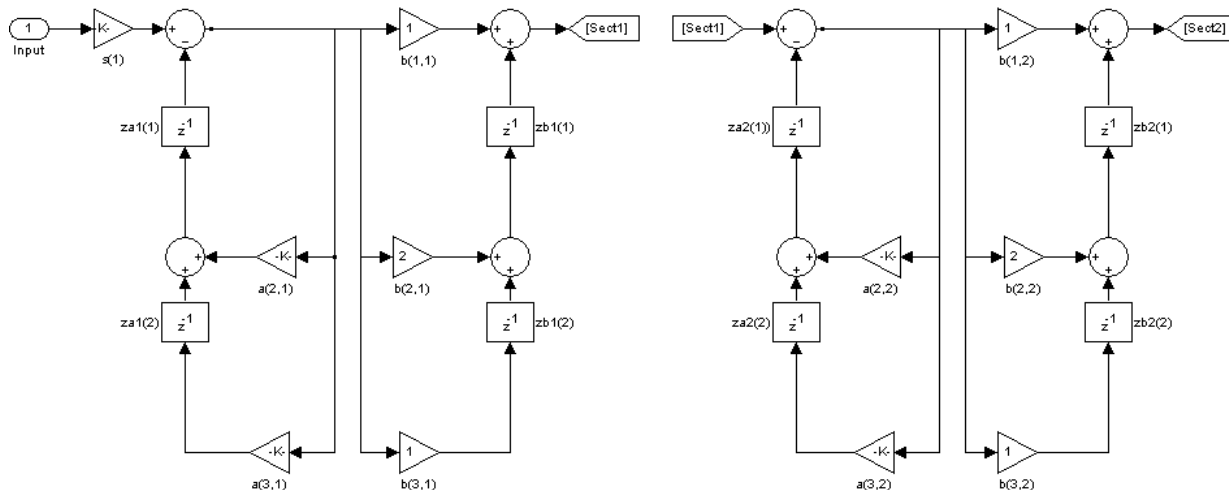 1
Input
K-
s(1)
+
−
1
b(1,1)
+
+
[Sect1]
za1(1)
z-1
zb1(1)
z-1
+
+
-K-
a(2,1)
2
b(2,1)
+
+
za1(2)
z-1
zb1(2)
z-1
-K-
a(3,1)
1
b(3,1)
[Sect1]
+
−
1
b(1,2)
+
+
[Sect2]
za2(1))
z-1
zb2(1)
z-1
+
+
-K-
a(2,2)
2
b(2,2)
+
+
za2(2)
z-1
zb2(2)
z-1
-K-
a(3,2)
1
b(3,2)